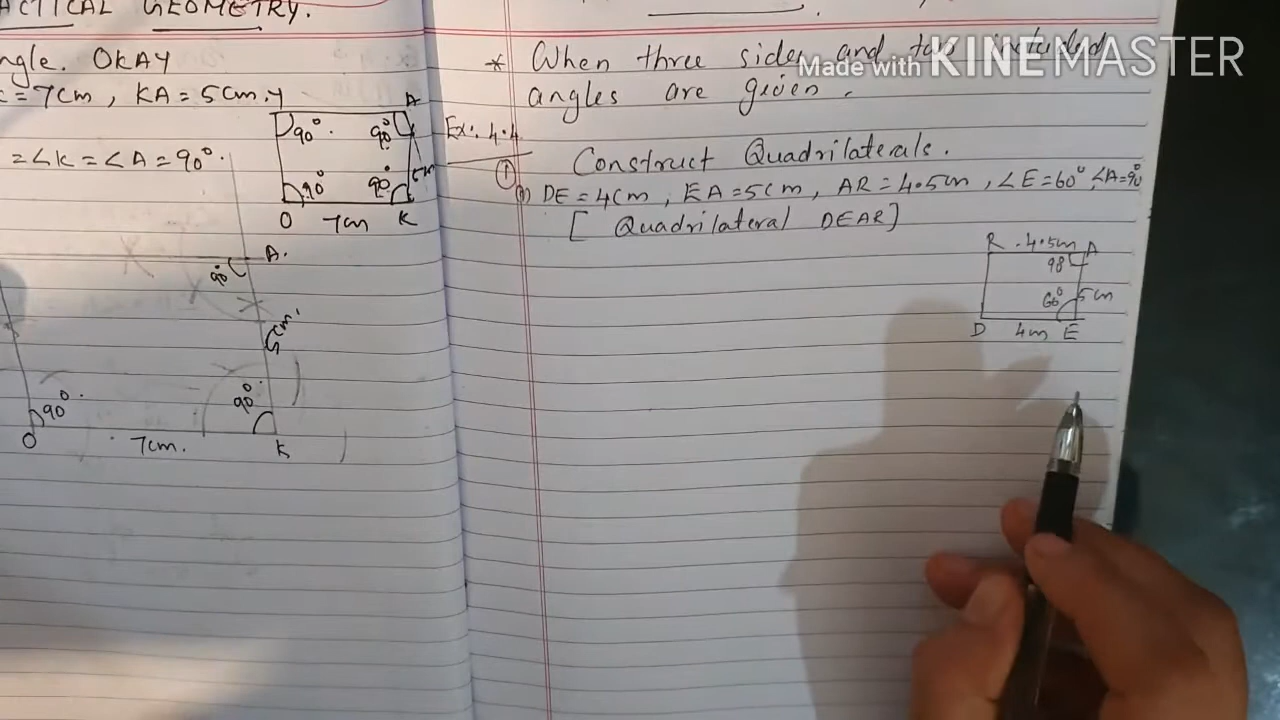 ACTICAL GEOMETRY.
ngle. OKAY
= 7cm, KA = 5cm.
= ∠K = ∠A = 90°.
A
90°. 90°
5cm
90° 90°
O 7cm K
A.
90°
5cm.
90°. 90°.
O 7cm. K
* When three sides and two included
angles are given.
Made with KINEMASTER
Ex: 4.4
① Construct Quadrilaterals.
DE = 4cm, EA = 5cm, AR = 4.5cm, ∠E = 60°, ∠A = 90°
[Quadrilateral DEAR]
R 4.5cm A
90
60° 5cm
D 4cm E